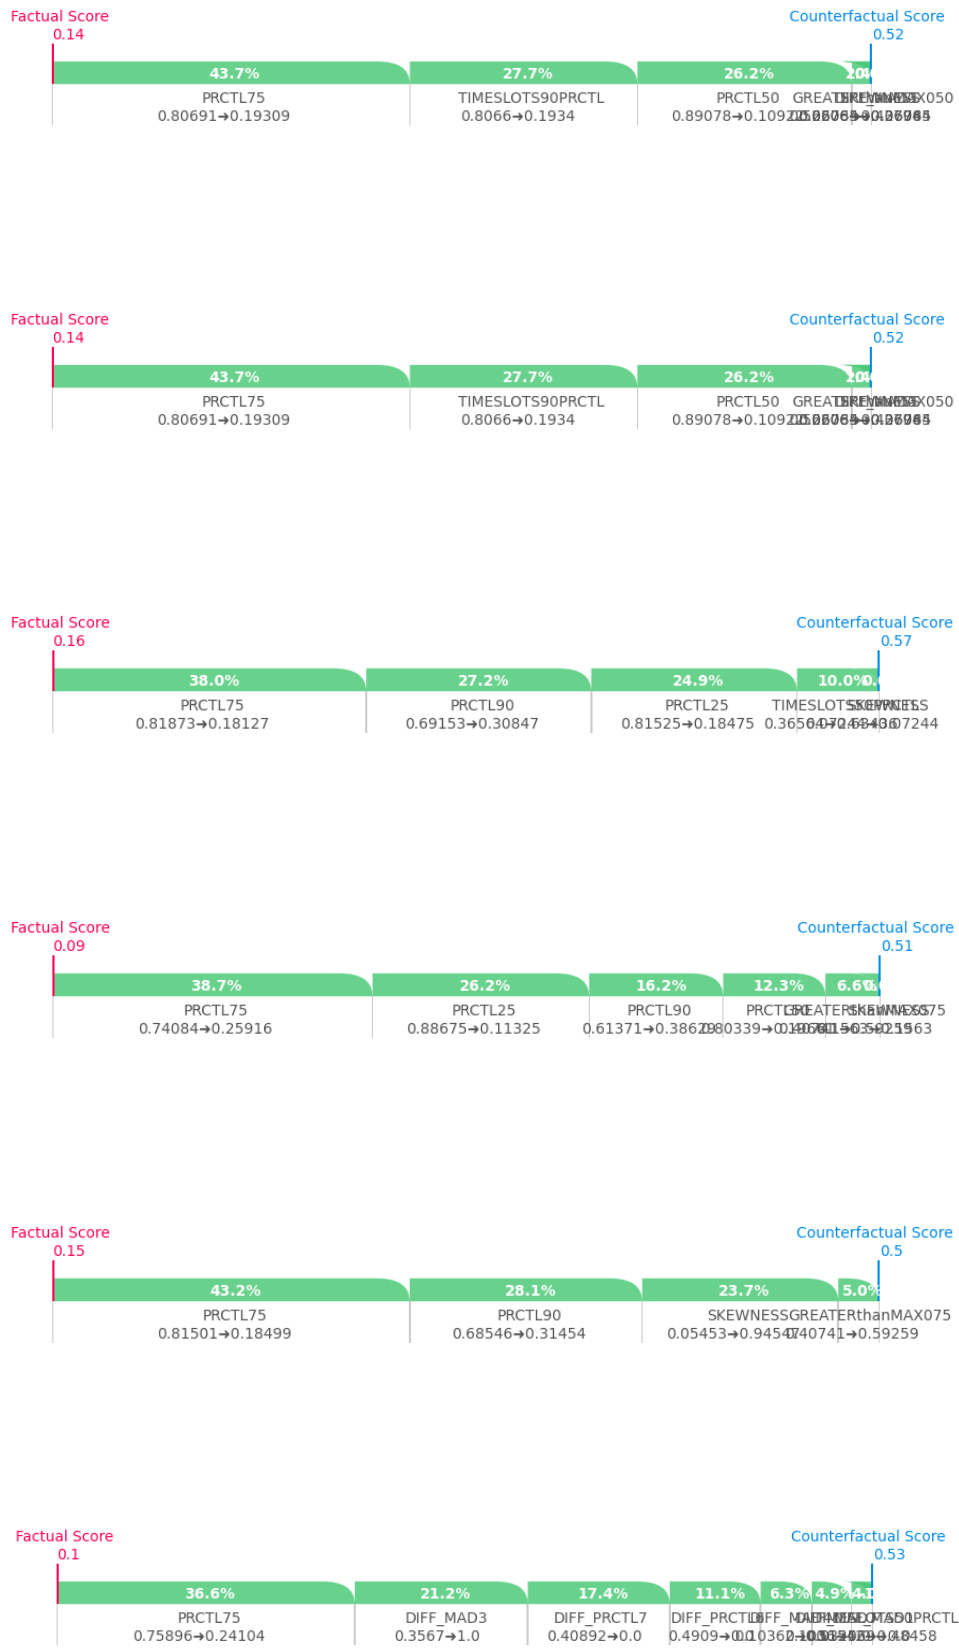 Factual Score
Counterfactual Score
0.14
0.52
43.7% 27.7% 26.2%
PRCTL75 TIMESLOTS90PRCTL PRCTL50
0.80691➜0.19309 0.8066➜0.1934
Factual Score
Counterfactual Score
0.14
0.52
43.7% 27.7% 26.2%
PRCTL75 TIMESLOTS90PRCTL PRCTL50
0.80691➜0.19309 0.8066➜0.1934
Factual Score
Counterfactual Score
0.16
0.57
38.0% 27.2% 24.9% 10.0%
PRCTL75 PRCTL90 PRCTL25
0.81873➜0.18127 0.69153➜0.30847 0.81525➜0.18475
Factual Score
Counterfactual Score
0.09
0.51
38.7% 26.2% 16.2% 12.3% 6.6%
PRCTL75 PRCTL25 PRCTL90
0.74084➜0.25916 0.88675➜0.11325 0.61371➜0.38629
Factual Score
Counterfactual Score
0.15
0.5
43.2% 28.1% 23.7% 5.0%
PRCTL75 PRCTL90 SKEWNESS GREATERthanMAX075
0.81501➜0.18499 0.68546➜0.31454 0.05453➜0.94547 0.40741➜0.59259
Factual Score
Counterfactual Score
0.1
0.53
36.6% 21.2% 17.4% 11.1% 6.3% 4.9%
PRCTL75 DIFF_MAD3 DIFF_PRCTL7
0.75896➜0.24104 0.3567➜1.0 0.40892➜0.0